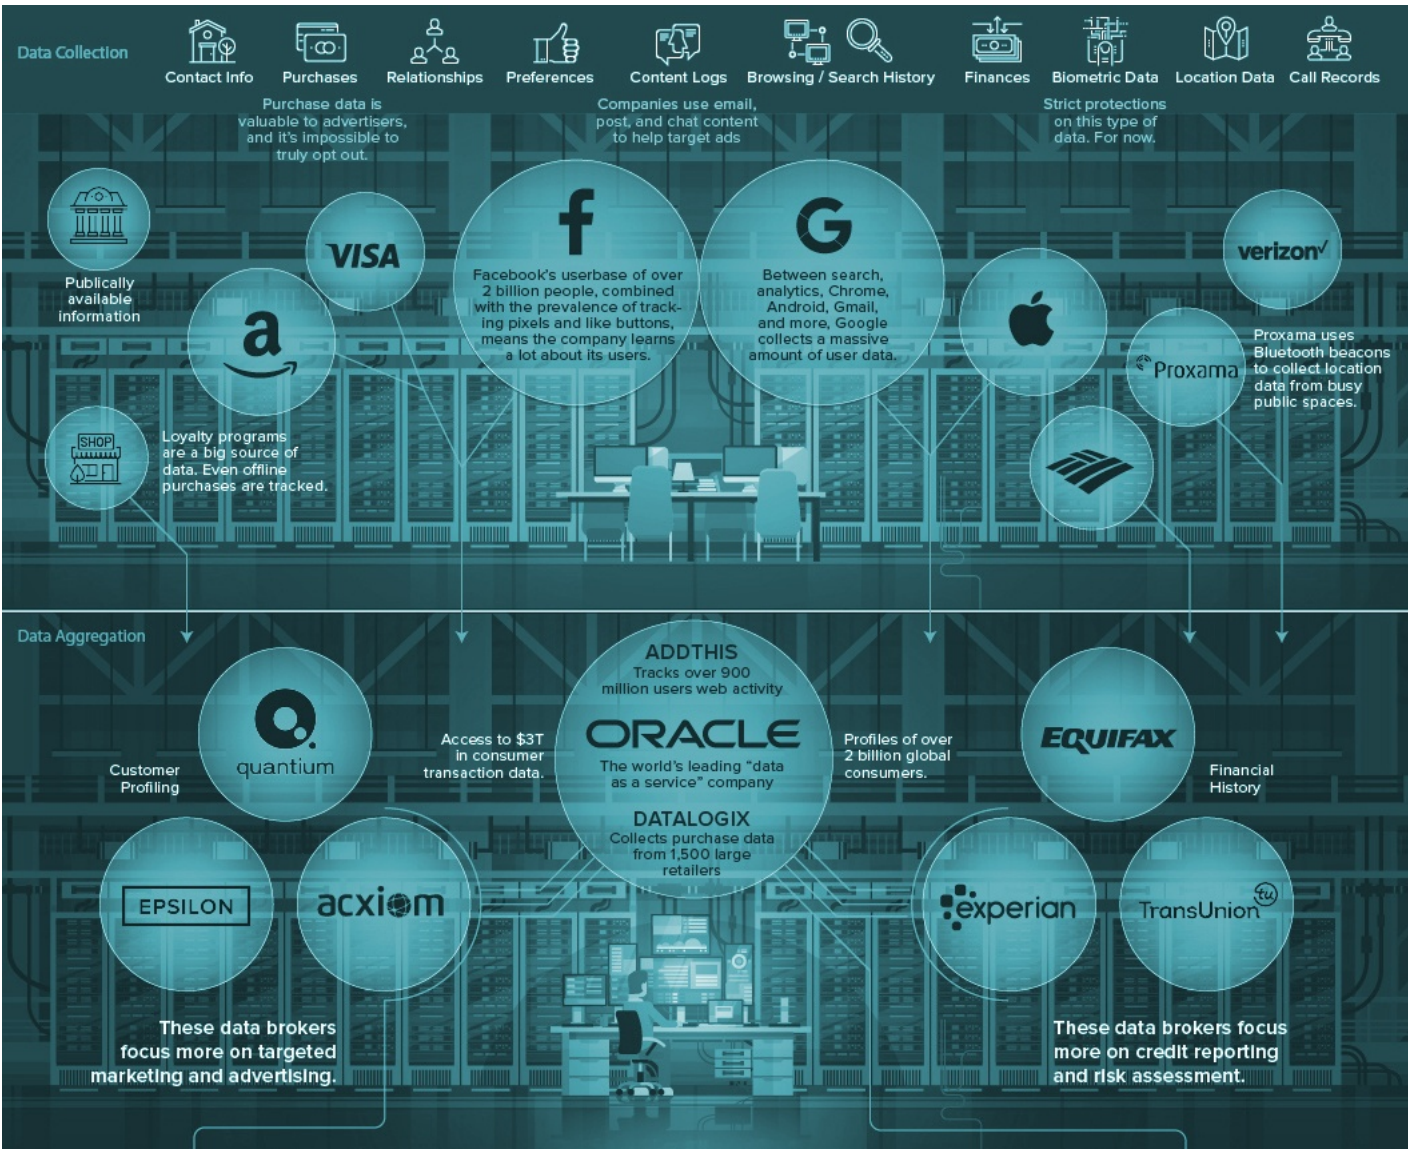 Data Collection
Contact Info
Purchases
Relationships
Preferences
Content Logs
Browsing / Search History
Finances
Biometric Data
Location Data
Call Records
Purchase data is
valuable to advertisers,
and it's impossible to
truly opt out.
Companies use email,
post, and chat content
to help target ads
Strict protections
on this type of
data. For now.
Publically
available
information
VISA
a
f
Facebook's userbase of over
2 billion people, combined
with the prevalence of track-
ing pixels and like buttons,
means the company learns
a lot about its users.
G
Between search,
analytics, Chrome,
Android, Gmail,
and more, Google
collects a massive
amount of user data.
verizon✓
Proxama
Proxama uses
Bluetooth beacons
to collect location
data from busy
public spaces.
SHOP
Loyalty programs
are a big source of
data. Even offline
purchases are tracked.
Data Aggregation
quantium
Customer
Profiling
EPSILON
acxiom
Access to $3T
in consumer
transaction data.
ADDTHIS
Tracks over 900
million users web activity
ORACLE
The world's leading “data
as a service” company
DATALOGIX
Collects purchase data
from 1,500 large
retailers
Profiles of over
2 billion global
consumers.
EQUIFAX
Financial
History
experian
TransUnion
tu
These data brokers
focus more on targeted
marketing and advertising.
These data brokers focus
more on credit reporting
and risk assessment.